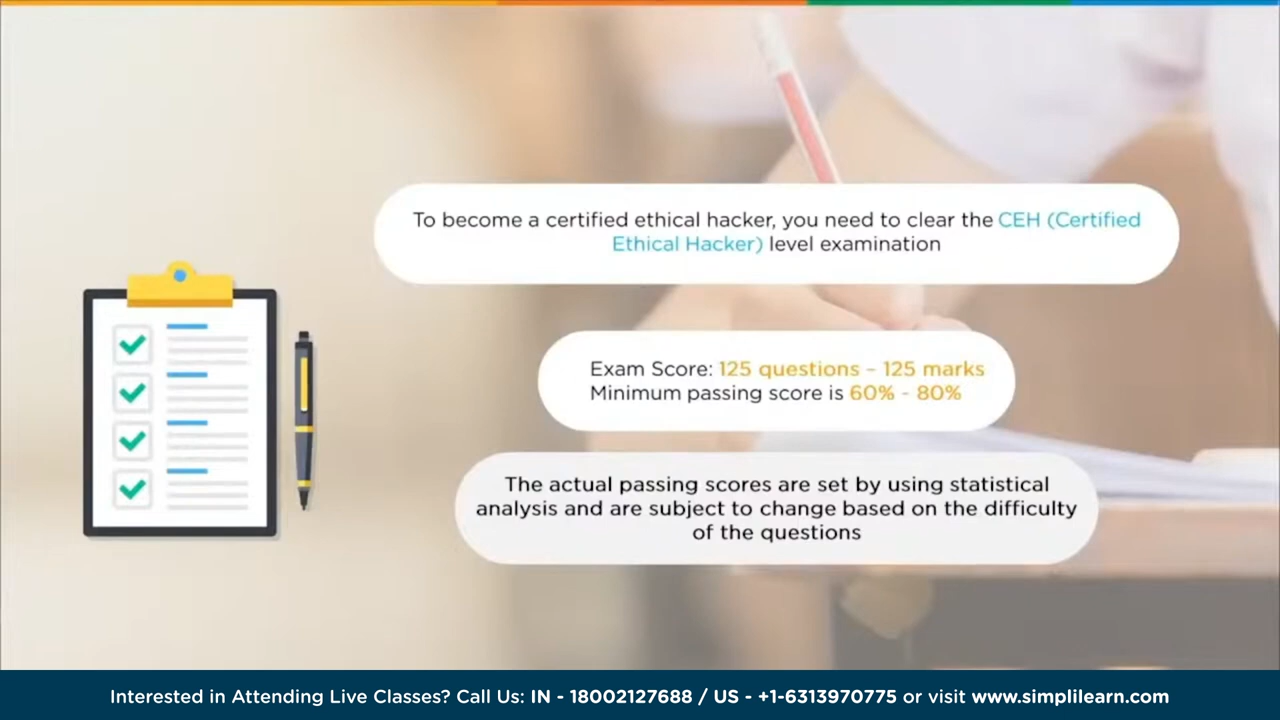 To become a certified ethical hacker, you need to clear the CEH (Certified
Ethical Hacker) level examination
Exam Score: 125 questions – 125 marks
Minimum passing score is 60% - 80%
The actual passing scores are set by using statistical
analysis and are subject to change based on the difficulty
of the questions
Interested in Attending Live Classes? Call Us: IN - 18002127688 / US - +1-6313970775 or visit www.simplilearn.com